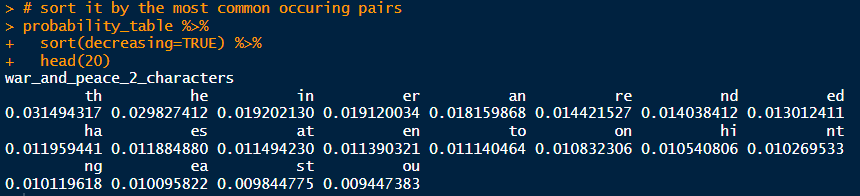 > # sort it by the most common occuring pairs
> probability_table %>%
+   sort(decreasing=TRUE) %>%
+   head(20)
war_and_peace_2_characters
         th          he          in          er          an          re          nd          ed
0.031494317 0.029827412 0.019202130 0.019120034 0.018159868 0.014421527 0.014038412 0.013012411
         ha          es          at          en          to          on          hi          nt
0.011959441 0.011884880 0.011494230 0.011390321 0.011140464 0.010832306 0.010540806 0.010269533
         ng          ea          st          ou
0.010119618 0.010095822 0.009844775 0.009447383